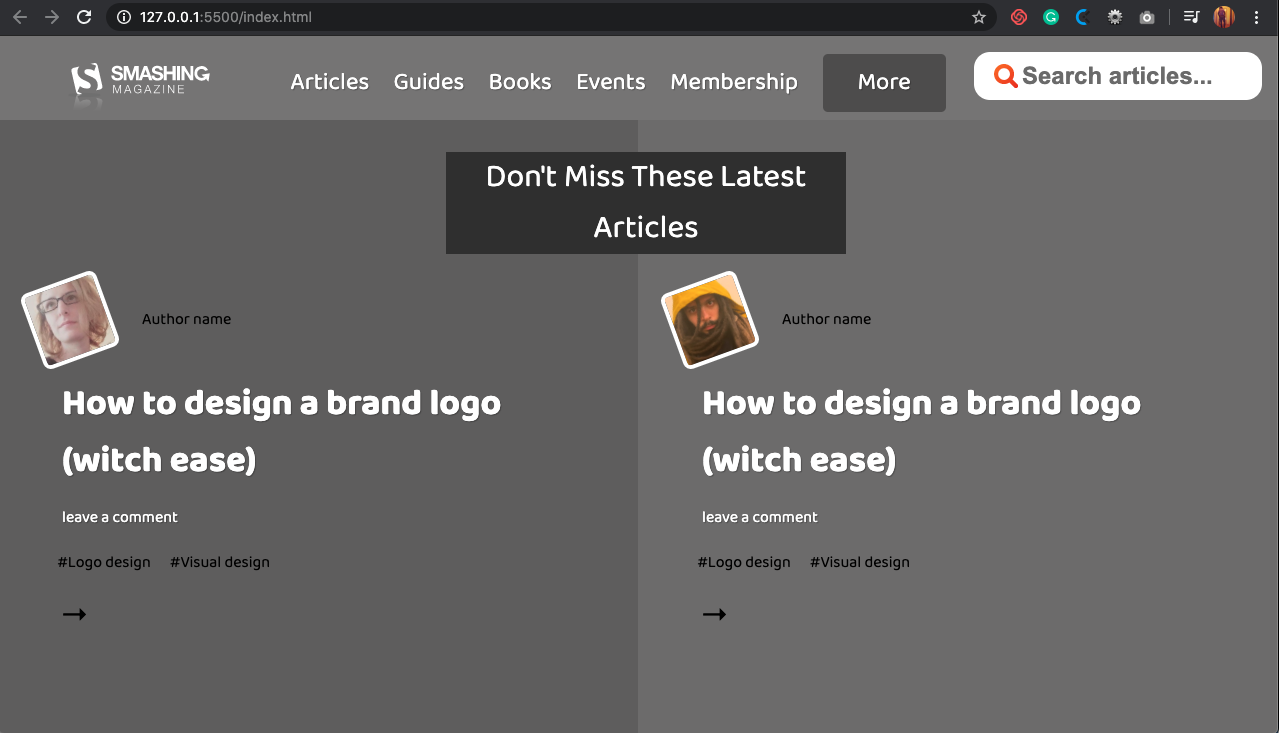 127.0.0.1:5500/index.html
SMASHING
MAGAZINE
Articles Guides Books Events Membership More Search articles...
Don't Miss These Latest
Articles
Author name
How to design a brand logo
(witch ease)
leave a comment
#Logo design #Visual design
Author name
How to design a brand logo
(witch ease)
leave a comment
#Logo design #Visual design